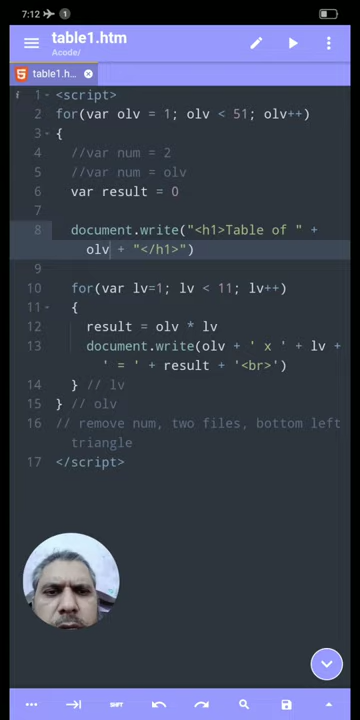 7:12 1
table1.htm
Acode/
table1.h...
1 <script>
2 for(var olv = 1; olv < 51; olv++)
3 {
4 //var num = 2
5 //var num = olv
6 var result = 0
7
8 document.write("<h1>Table of " +
olv + "</h1>")
9
10 for(var lv=1; lv < 11; lv++)
11 {
12 result = olv * lv
13 document.write(olv + ' x ' + lv +
' = ' + result + '<br>')
14 } // lv
15 } // olv
16 // remove num, two files, bottom left
triangle
17 </script>
SHIFT